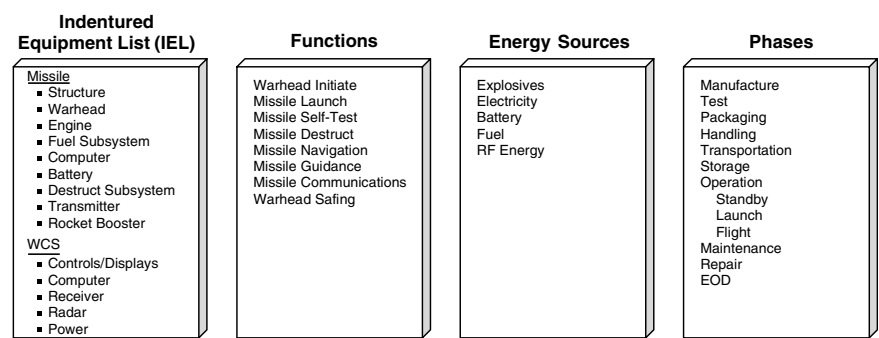 Indentured
Equipment List (IEL)
Missile
▪ Structure
▪ Warhead
▪ Engine
▪ Fuel Subsystem
▪ Computer
▪ Battery
▪ Destruct Subsystem
▪ Transmitter
▪ Rocket Booster
WCS
▪ Controls/Displays
▪ Computer
▪ Receiver
▪ Radar
▪ Power
Functions
Warhead Initiate
Missile Launch
Missile Self-Test
Missile Destruct
Missile Navigation
Missile Guidance
Missile Communications
Warhead Safing
Energy Sources
Explosives
Electricity
Battery
Fuel
RF Energy
Phases
Manufacture
Test
Packaging
Handling
Transportation
Storage
Operation
Standby
Launch
Flight
Maintenance
Repair
EOD